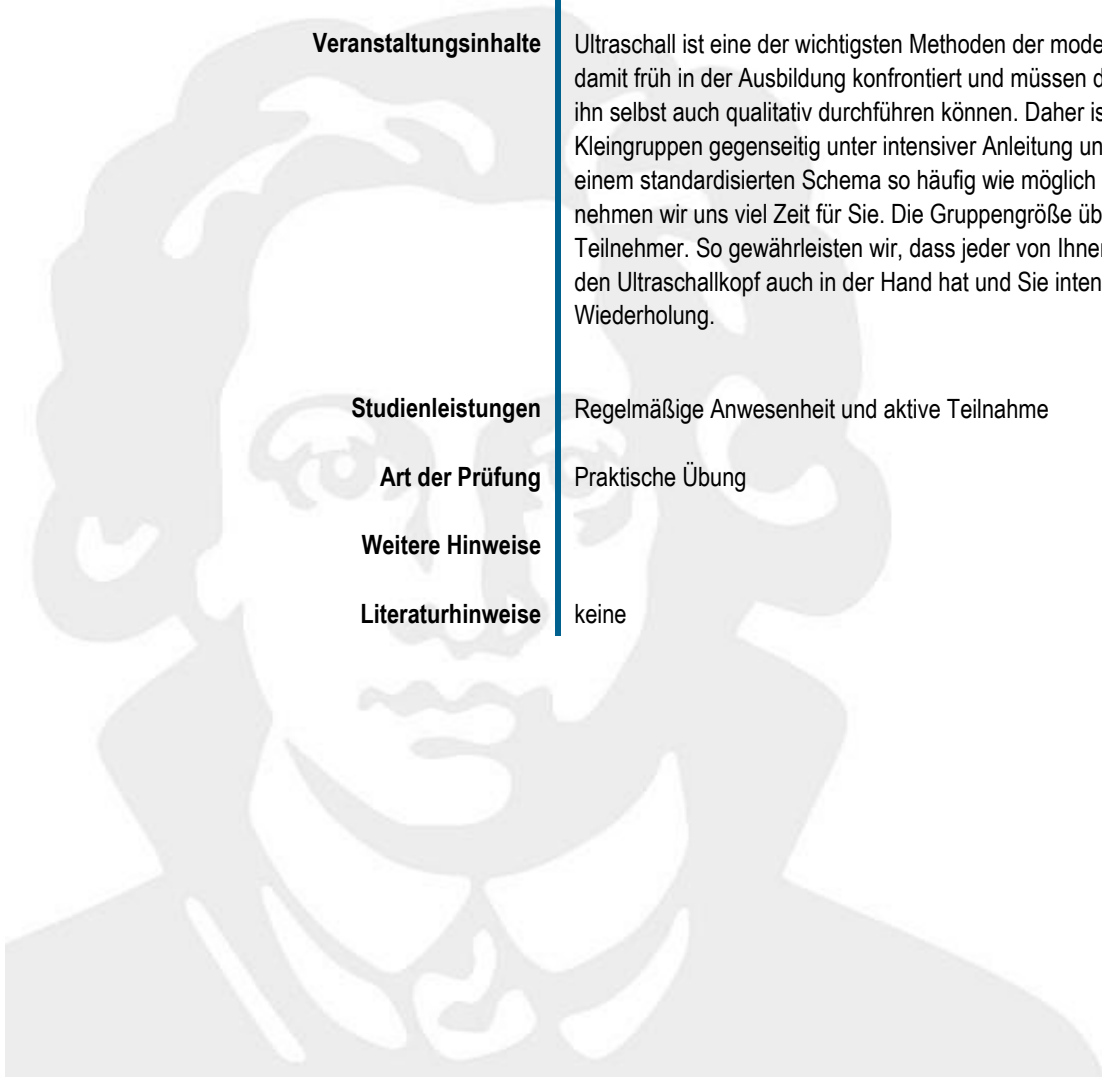 Veranstaltungsinhalte
Ultraschall ist eine der wichtigsten Methoden der mode
damit früh in der Ausbildung konfrontiert und müssen d
ihn selbst auch qualitativ durchführen können. Daher is
Kleingruppen gegenseitig unter intensiver Anleitung un
einem standardisierten Schema so häufig wie möglich
nehmen wir uns viel Zeit für Sie. Die Gruppengröße üb
Teilnehmer. So gewährleisten wir, dass jeder von Ihner
den Ultraschallkopf auch in der Hand hat und Sie inten
Wiederholung.
Studienleistungen Regelmäßige Anwesenheit und aktive Teilnahme
Art der Prüfung Praktische Übung
Weitere Hinweise
Literaturhinweise keine